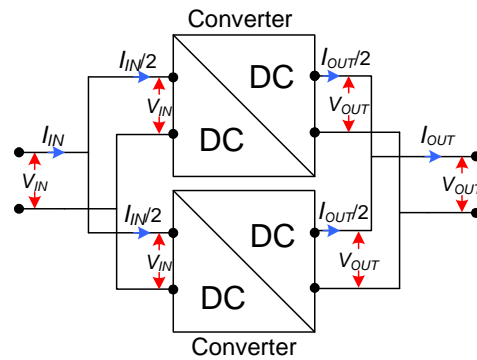 Converter
I_IN/2
I_OUT/2
DC
V_IN
V_OUT
DC
I_IN
I_OUT
V_IN
V_OUT
I_IN/2
I_OUT/2
DC
V_IN
V_OUT
DC
Converter